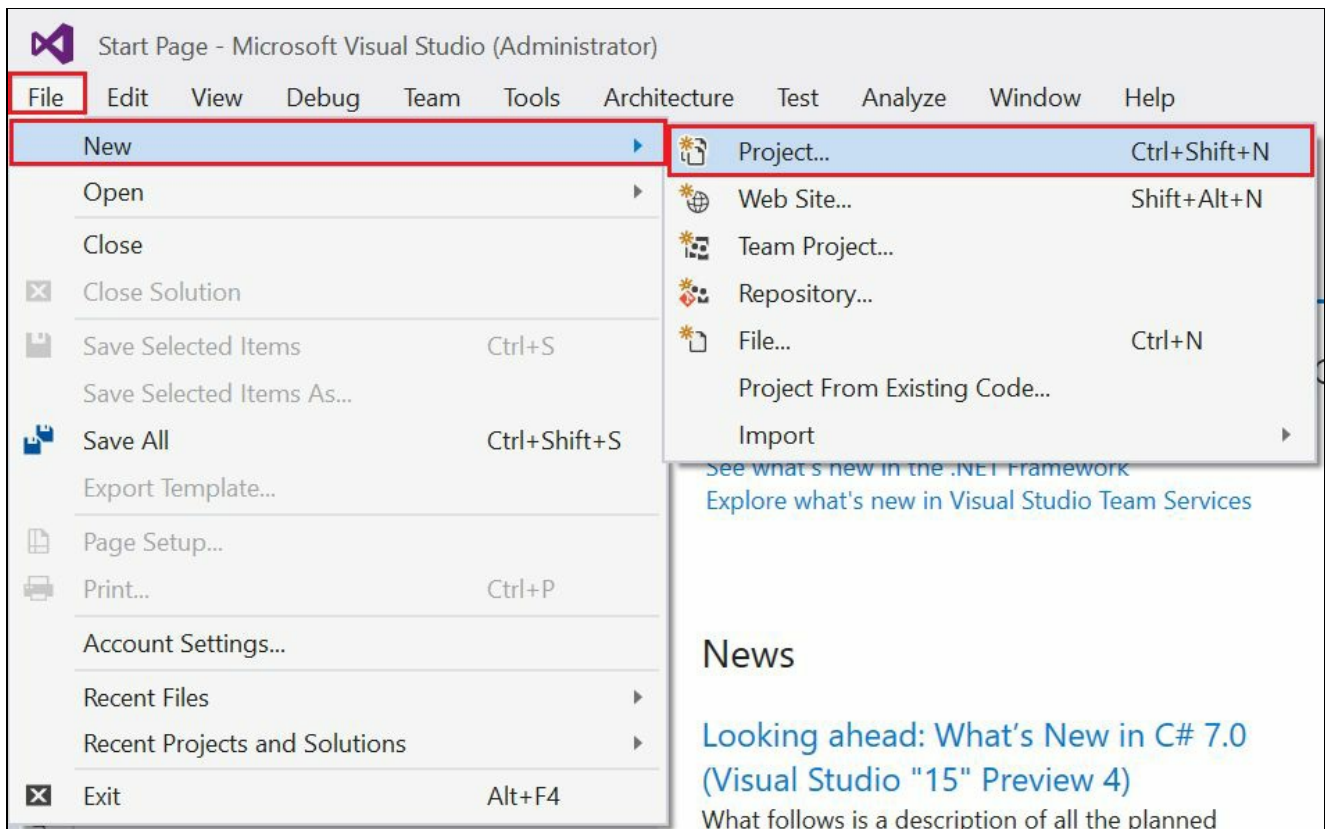 Start Page - Microsoft Visual Studio (Administrator)
File Edit View Debug Team Tools Architecture Test Analyze Window Help
New
Open
Close
Close Solution
Save Selected Items Ctrl+S
Save Selected Items As...
Save All Ctrl+Shift+S
Export Template...
Page Setup...
Print... Ctrl+P
Account Settings...
Recent Files
Recent Projects and Solutions
Exit Alt+F4
Project... Ctrl+Shift+N
Web Site... Shift+Alt+N
Team Project...
Repository...
File... Ctrl+N
Project From Existing Code...
Import
See what's new in the .NET Framework
Explore what's new in Visual Studio Team Services
News
Looking ahead: What’s New in C# 7.0
(Visual Studio "15" Preview 4)
What follows is a description of all the planned